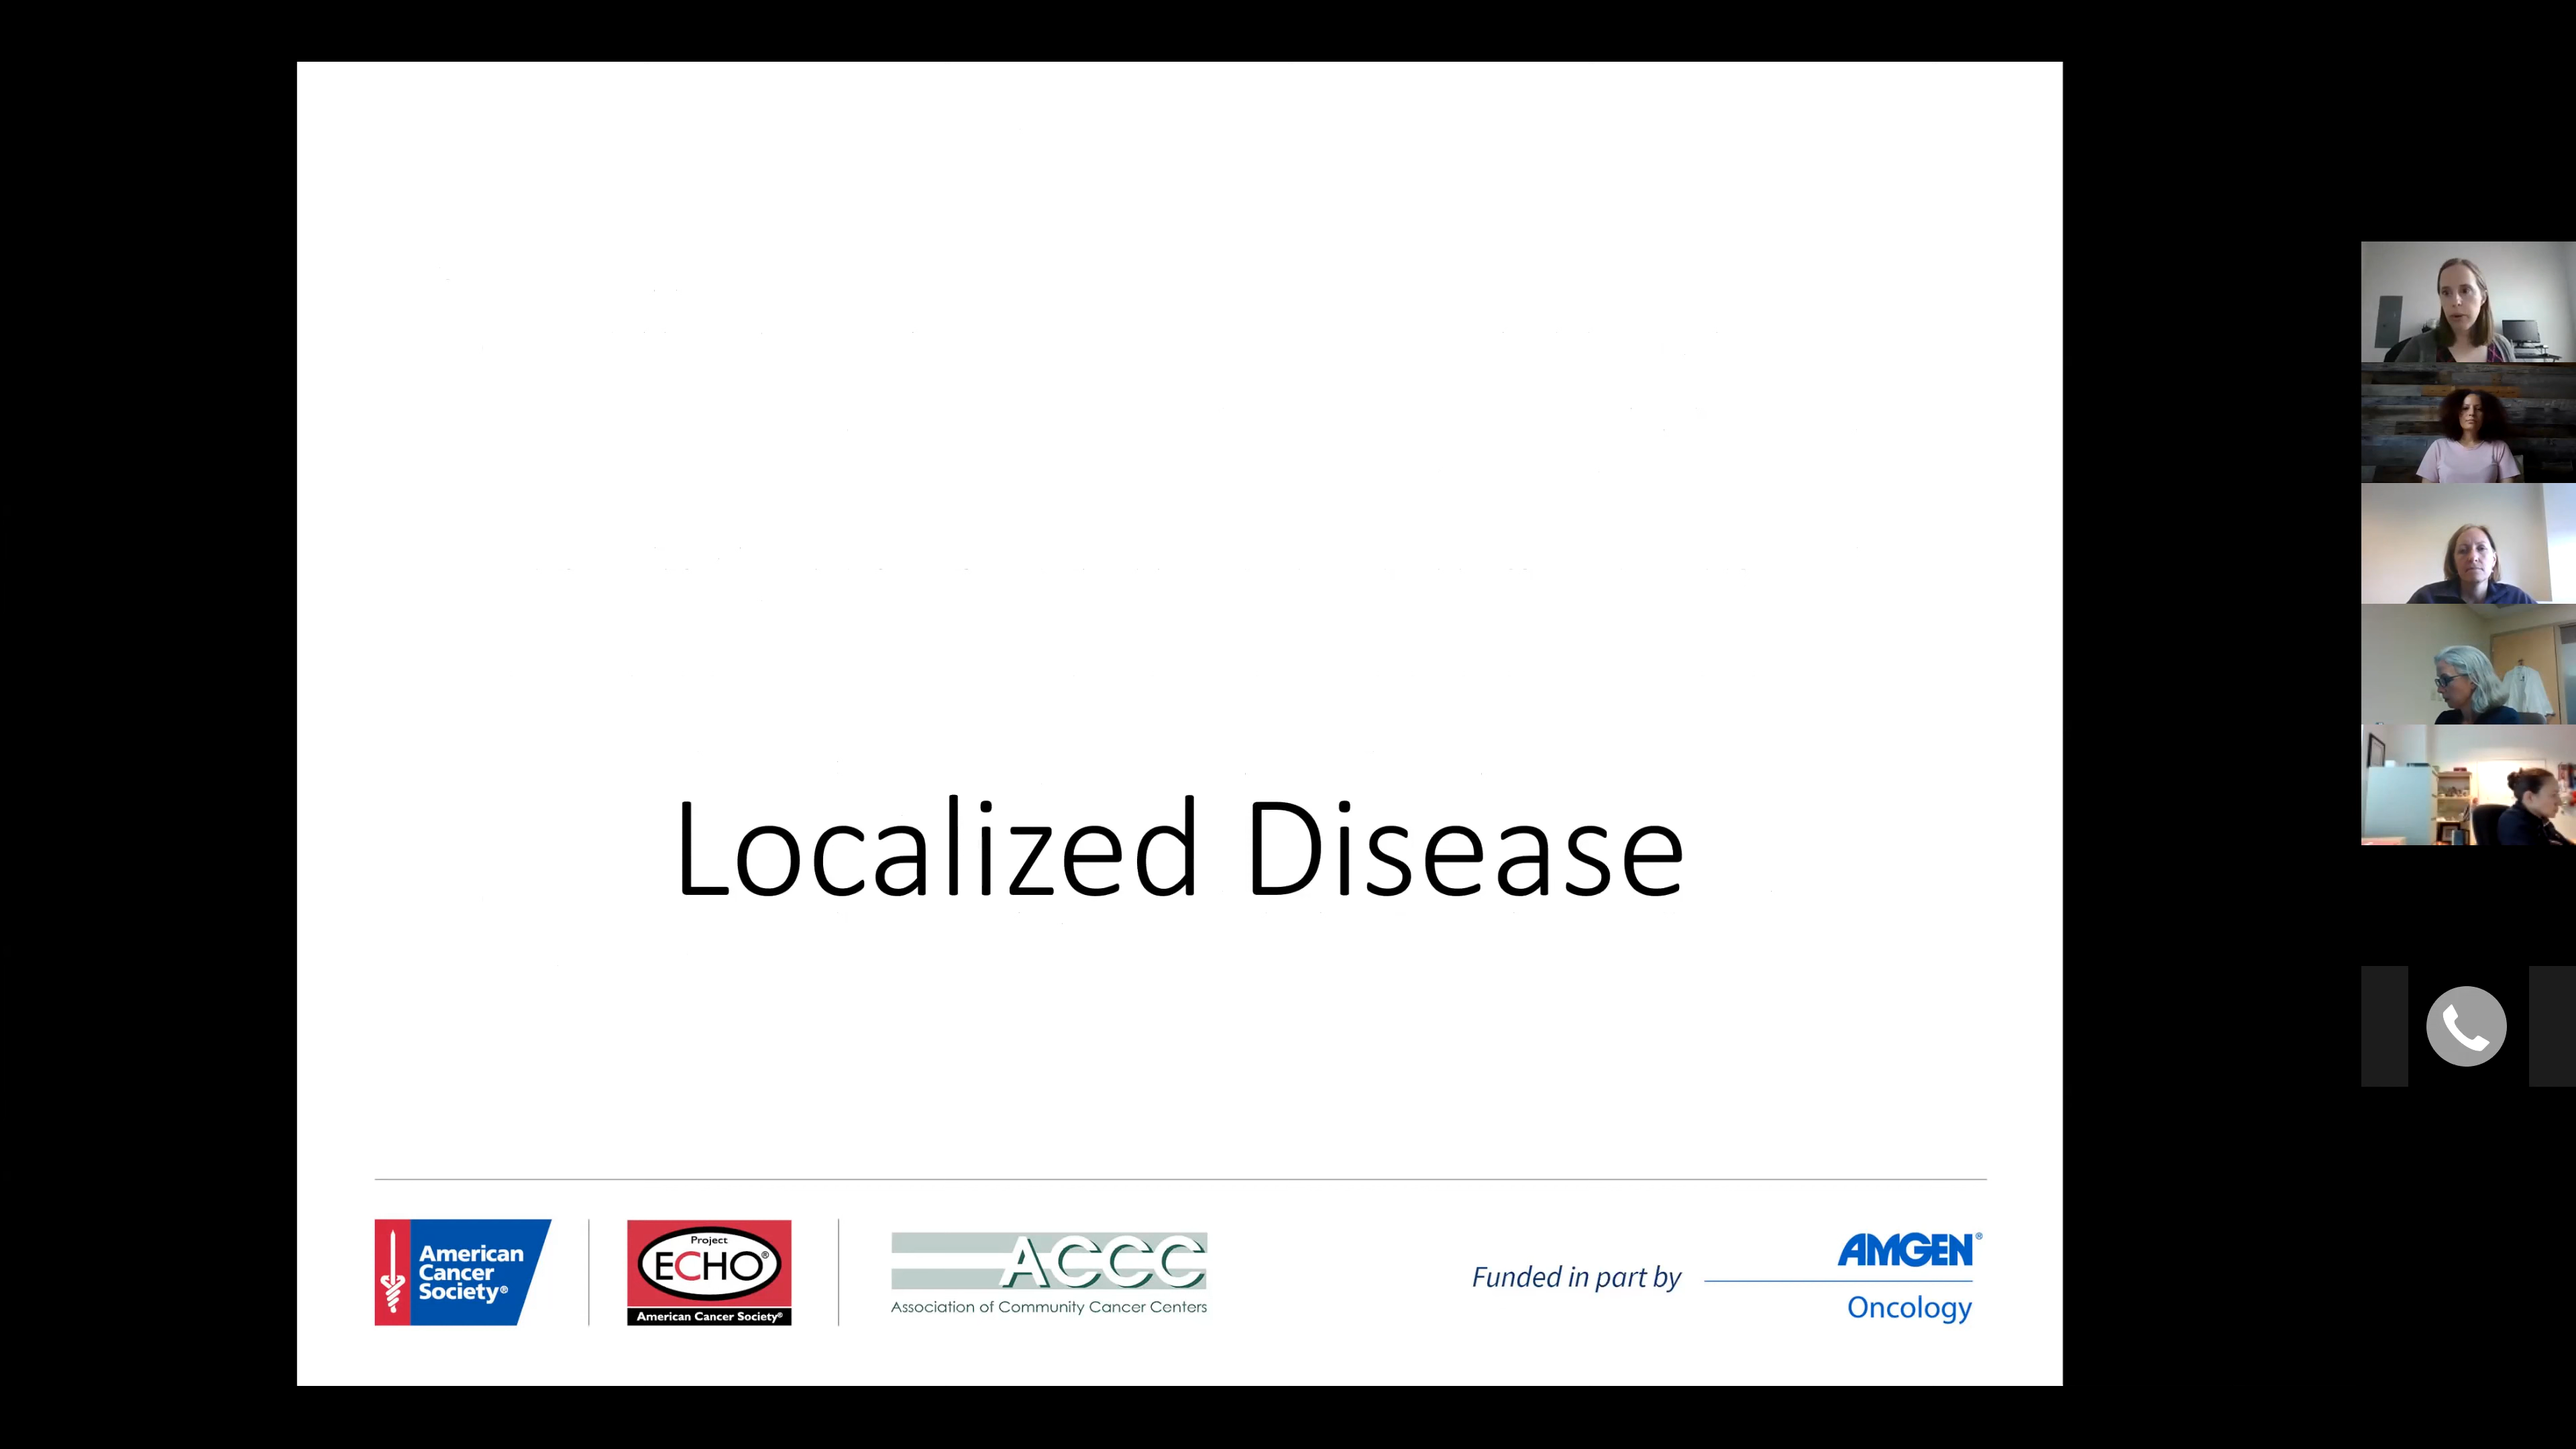 Localized Disease
American
Cancer
Society®
Project
ECHO®
American Cancer Society®
ACCC
Association of Community Cancer Centers
Funded in part by
AMGEN®
Oncology